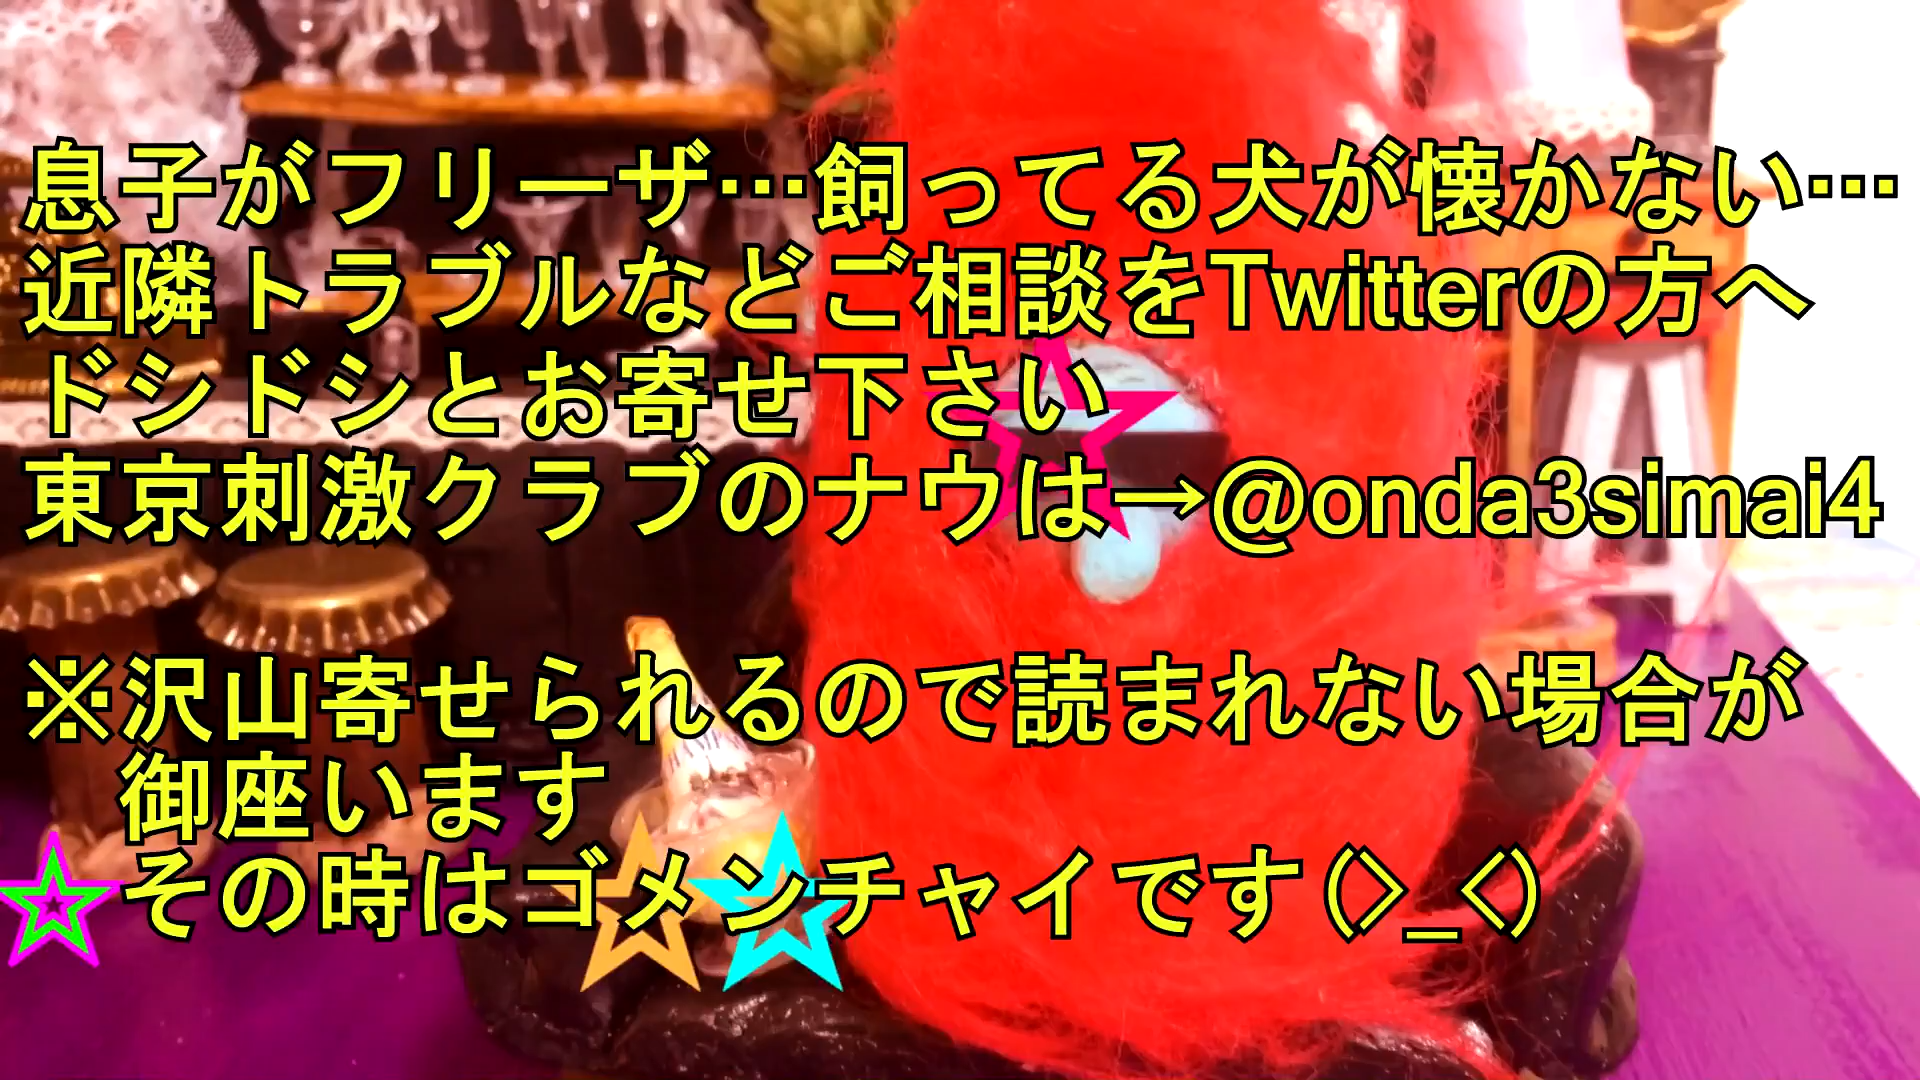 息子がフリーザ…飼ってる犬が懐かない…
近隣トラブルなどご相談をTwitterの方へ
ドシドシとお寄せ下さい
東京刺激クラブのナウは→@onda3simai4
※沢山寄せられるので読まれない場合が
御座います
その時はゴメンチャイです(>_<)